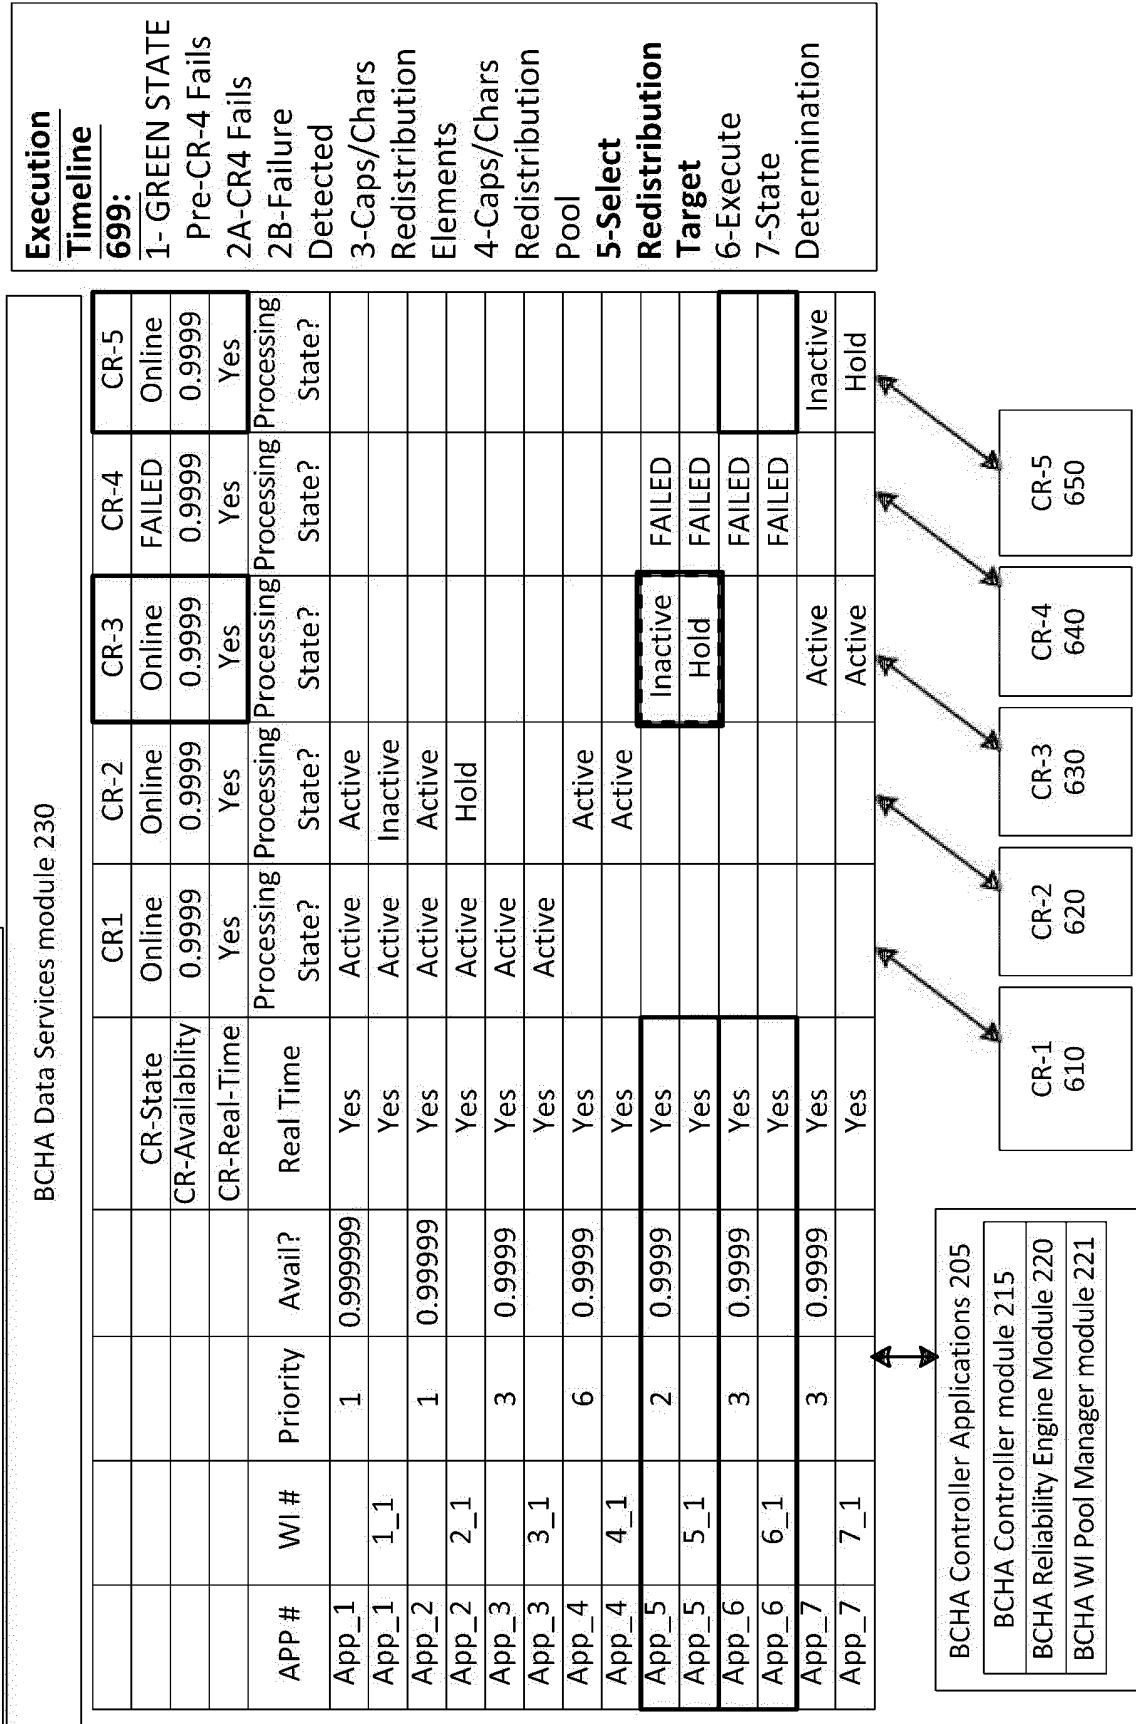 BCHA Data Services module 230
CR1 CR-2 CR-3 CR-4 CR-5
CR-State Online Online Online FAILED Online
CR-Availablity 0.9999 0.9999 0.9999 0.9999 0.9999
CR-Real-Time Yes Yes Yes Yes Yes
APP # WI # Priority Avail? Real Time Processing State? Processing State? Processing State? Processing State? Processing State?
App_1 1 0.999999 Yes Active Active
App_1 1_1 Yes Active Inactive
App_2 1 0.99999 Yes Active Active
App_2 2_1 Yes Active Hold
App_3 3 0.9999 Yes Active
App_3 3_1 Yes Active
App_4 6 0.9999 Yes Active
App_4 4_1 Yes Active
App_5 2 0.9999 Yes Inactive FAILED
App_5 5_1 Yes Hold FAILED
App_6 3 0.9999 Yes FAILED
App_6 6_1 Yes FAILED
App_7 3 0.9999 Yes Active Inactive
App_7 7_1 Yes Active Hold
Execution
Timeline
699:
1- GREEN STATE
Pre-CR-4 Fails
2A-CR4 Fails
2B-Failure
Detected
3-Caps/Chars
Redistribution
Elements
4-Caps/Chars
Redistribution
Pool
5-Select
Redistribution
Target
6-Execute
7-State
Determination
BCHA Controller Applications 205
BCHA Controller module 215
BCHA Reliability Engine Module 220
BCHA WI Pool Manager module 221
CR-1
610
CR-2
620
CR-3
630
CR-4
640
CR-5
650